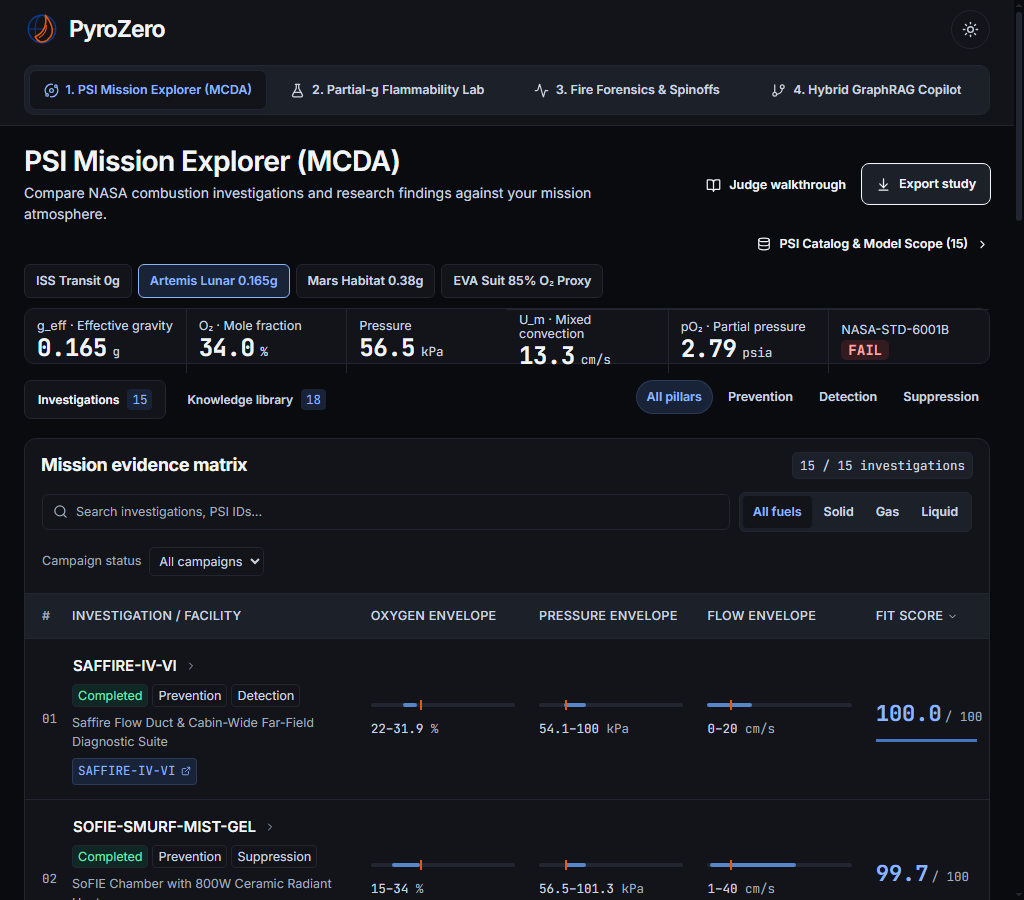 PyroZero
1. PSI Mission Explorer (MCDA)
2. Partial-g Flammability Lab
3. Fire Forensics & Spinoffs
4. Hybrid GraphRAG Copilot
PSI Mission Explorer (MCDA)
Compare NASA combustion investigations and research findings against your mission
atmosphere.
Judge walkthrough
Export study
PSI Catalog & Model Scope (15)
ISS Transit 0g
Artemis Lunar 0.165g
Mars Habitat 0.38g
EVA Suit 85% O₂ Proxy
g_eff · Effective gravity
0.165 g
O₂ · Mole fraction
34.0 %
Pressure
56.5 kPa
U_m · Mixed
convection
13.3 cm/s
pO₂ · Partial pressure
2.79 psia
NASA-STD-6001B
FAIL
Investigations 15
Knowledge library 18
All pillars
Prevention
Detection
Suppression
Mission evidence matrix
15 / 15 investigations
Search investigations, PSI IDs...
All fuels
Solid
Gas
Liquid
Campaign status
All campaigns
# INVESTIGATION / FACILITY OXYGEN ENVELOPE PRESSURE ENVELOPE FLOW ENVELOPE FIT SCORE
01
SAFFIRE-IV-VI
Completed Prevention Detection
Saffire Flow Duct & Cabin-Wide Far-Field
Diagnostic Suite
SAFFIRE-IV-VI
22–31.9 %
54.1–100 kPa
0–20 cm/s
100.0 / 100
02
SOFIE-SMURF-MIST-GEL
Completed Prevention Suppression
SoFIE Chamber with 800W Ceramic Radiant
15–34 %
56.5–101.3 kPa
1–40 cm/s
99.7 / 100